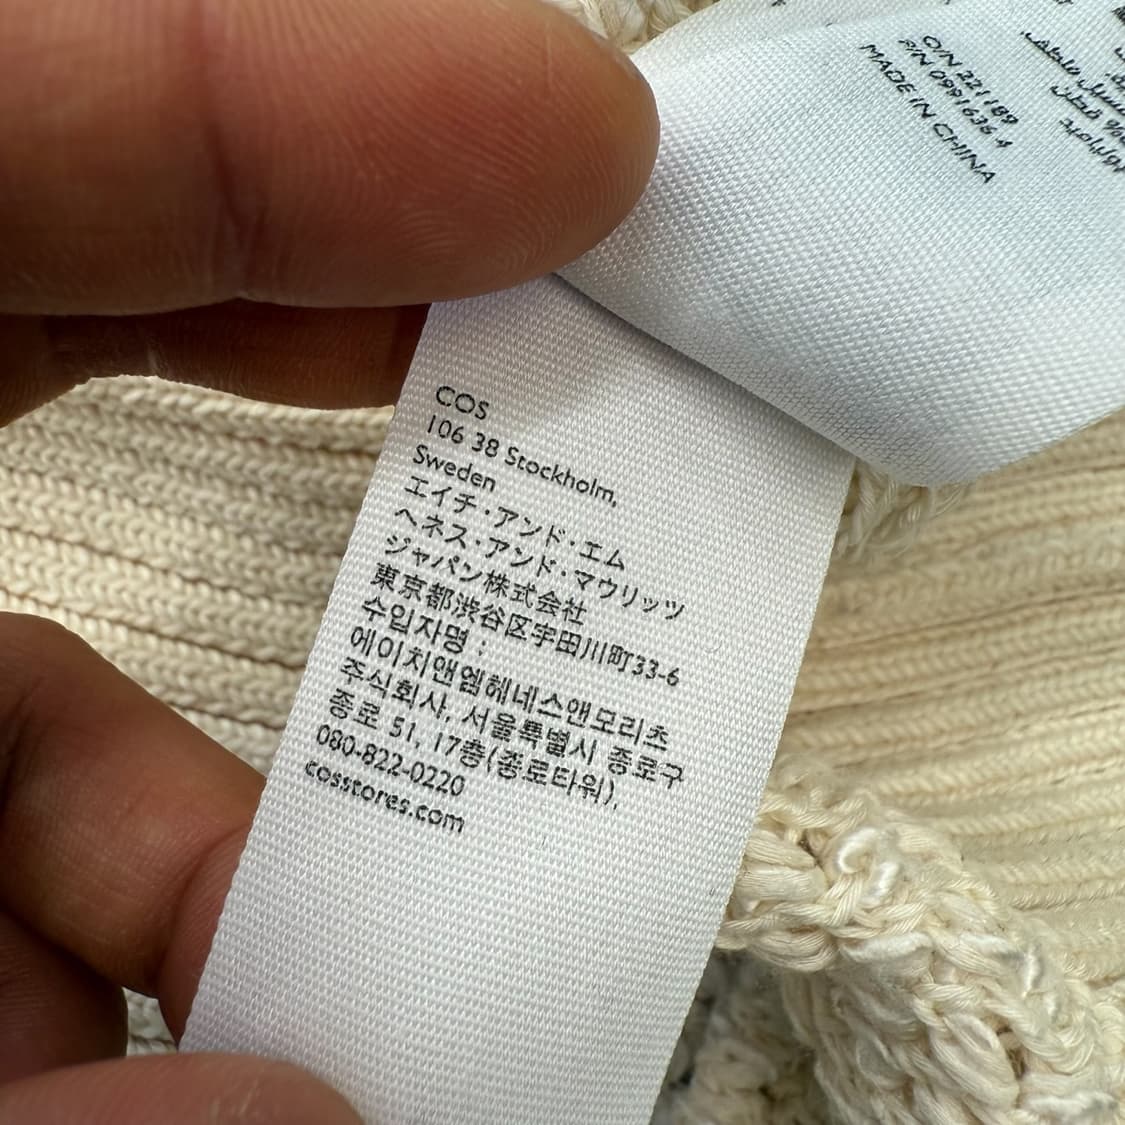 O/N 221189
P/N 0991636.4
MADE IN CHINA
COS
106 38 Stockholm,
Sweden
エイチ・アンド・エム
ヘネス・アンド・マウリッツ
ジャパン株式会社
東京都渋谷区宇田川町33-6
수입자명 :
에이치앤엠헤네스앤모리츠
주식회사, 서울특별시 종로구
종로 51, 17층(종로타워),
080-822-0220
cosstores.com